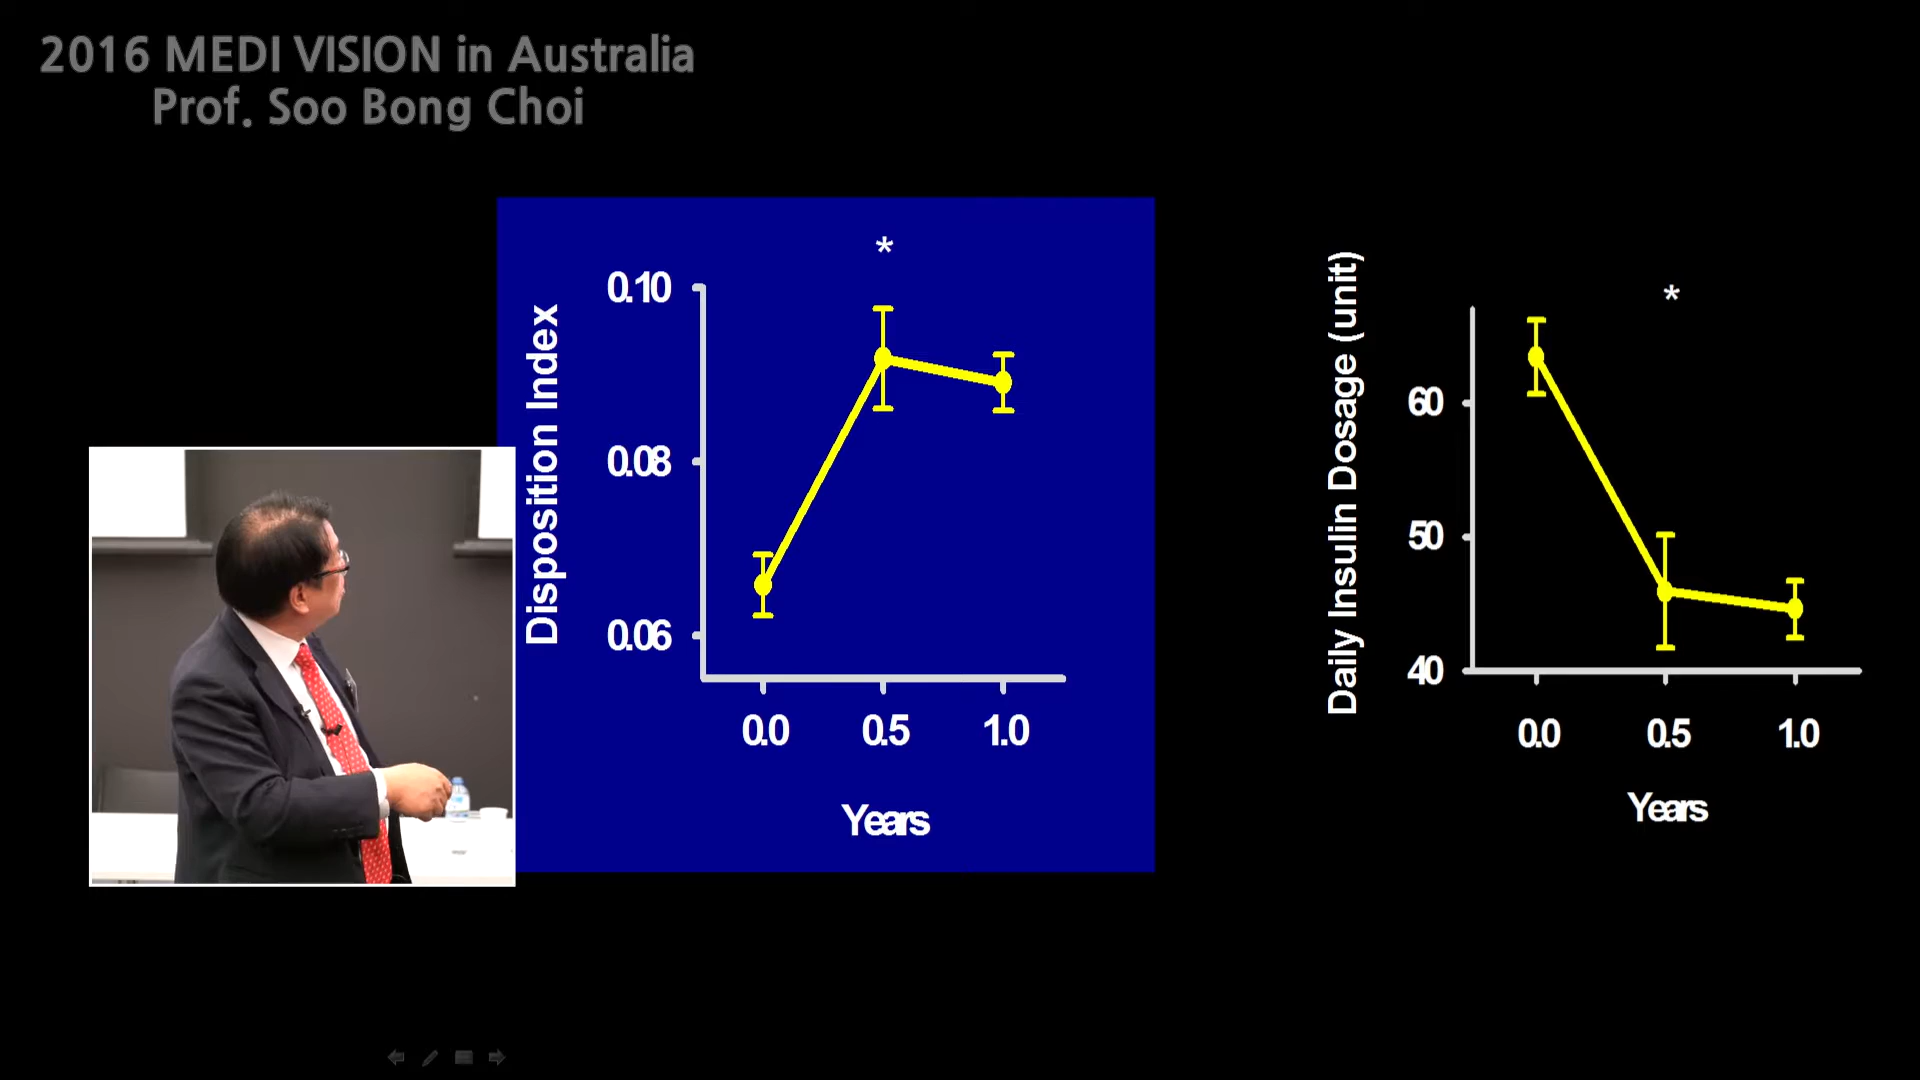 2016 MEDI VISION in Australia
Prof. Soo Bong Choi
*
Disposition Index
0.10
0.08
0.06
0.0 0.5 1.0
Years
*
Daily Insulin Dosage (unit)
60
50
40
0.0 0.5 1.0
Years